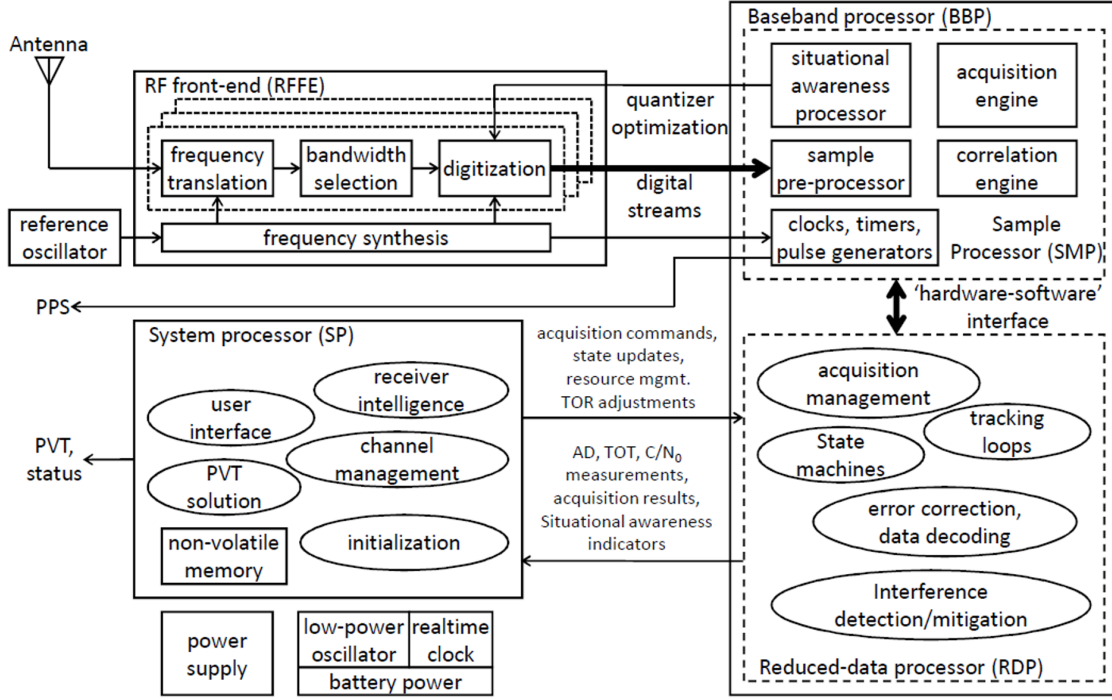 Antenna
RF front-end (RFFE)
frequency
translation
bandwidth
selection
digitization
reference
oscillator
frequency synthesis
quantizer
optimization
digital
streams
Baseband processor (BBP)
situational
awareness
processor
acquisition
engine
sample
pre-processor
correlation
engine
clocks, timers,
pulse generators
Sample
Processor (SMP)
PPS
'hardware-software'
interface
System processor (SP)
receiver
intelligence
user
interface
channel
management
PVT
solution
non-volatile
memory
initialization
PVT,
status
acquisition commands,
state updates,
resource mgmt.
TOR adjustments
AD, TOT, C/N₀
measurements,
acquisition results,
Situational awareness
indicators
acquisition
management
tracking
loops
State
machines
error correction,
data decoding
Interference
detection/mitigation
Reduced-data processor (RDP)
power
supply
low-power
oscillator
realtime
clock
battery power